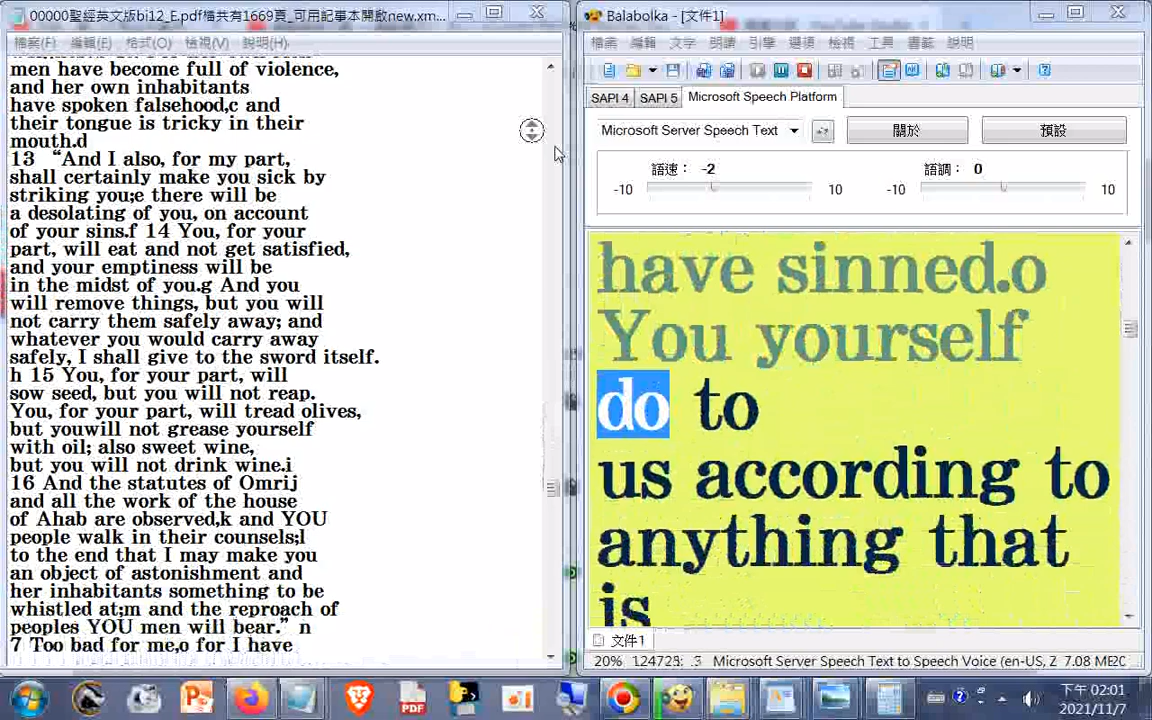 00000聖經英文版bi12_E.pdf檔共有1669頁_可用記事本開啟new.xm...
檔案(F) 編輯(E) 格式(O) 檢視(V) 說明(H)
men have become full of violence,
and her own inhabitants
have spoken falsehood,c and
their tongue is tricky in their
mouth.d
13 “And I also, for my part,
shall certainly make you sick by
striking you;e there will be
a desolating of you, on account
of your sins.f 14 You, for your
part, will eat and not get satisfied,
and your emptiness will be
in the midst of you.g And you
will remove things, but you will
not carry them safely away; and
whatever you would carry away
safely, I shall give to the sword itself.
h 15 You, for your part, will
sow seed, but you will not reap.
You, for your part, will tread olives,
but youwill not grease yourself
with oil; also sweet wine,
but you will not drink wine.i
16 And the statutes of Omrij
and all the work of the house
of Ahab are observed,k and YOU
people walk in their counsels;l
to the end that I may make you
an object of astonishment and
her inhabitants something to be
whistled at;m and the reproach of
peoples YOU men will bear.” n
7 Too bad for me,o for I have
Balabolka - [文件1]
檔案 編輯 文字 朗讀 引擎 選項 檢視 工具 書籤 說明
SAPI 4 SAPI 5 Microsoft Speech Platform
Microsoft Server Speech Text 關於 預設
語速： -2 語調： 0
-10 10 -10 10
have sinned.o
You yourself
do to
us according to
anything that
is
文件1
20% Microsoft Server Speech Text to Speech Voice (en-US, Z 7.08 ME
下午 02:01
2021/11/7